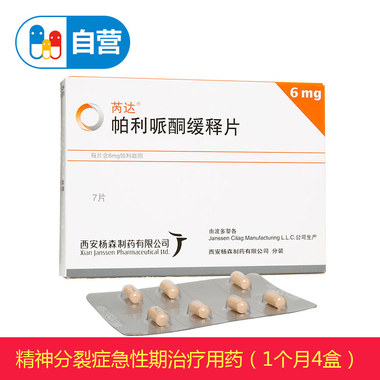 自营
6 mg
芮达®
帕利哌酮缓释片
每片含6mg帕利哌酮
7片
由波多黎各
Janssen Cilag Manufacturing L.L.C.公司生产
西安杨森制药有限公司
Xian Janssen Pharmaceutical Ltd.
西安杨森制药有限公司 分装
精神分裂症急性期治疗用药（1个月4盒）